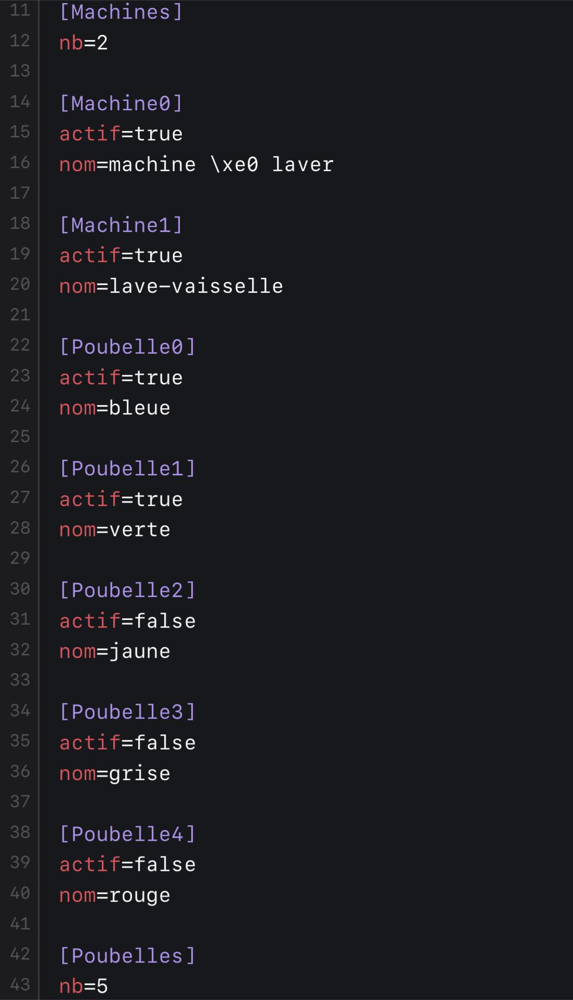 11 [Machines]
12 nb=2
13
14 [Machine0]
15 actif=true
16 nom=machine \xe0 laver
17
18 [Machine1]
19 actif=true
20 nom=lave-vaisselle
21
22 [Poubelle0]
23 actif=true
24 nom=bleue
25
26 [Poubelle1]
27 actif=true
28 nom=verte
29
30 [Poubelle2]
31 actif=false
32 nom=jaune
33
34 [Poubelle3]
35 actif=false
36 nom=grise
37
38 [Poubelle4]
39 actif=false
40 nom=rouge
41
42 [Poubelles]
43 nb=5